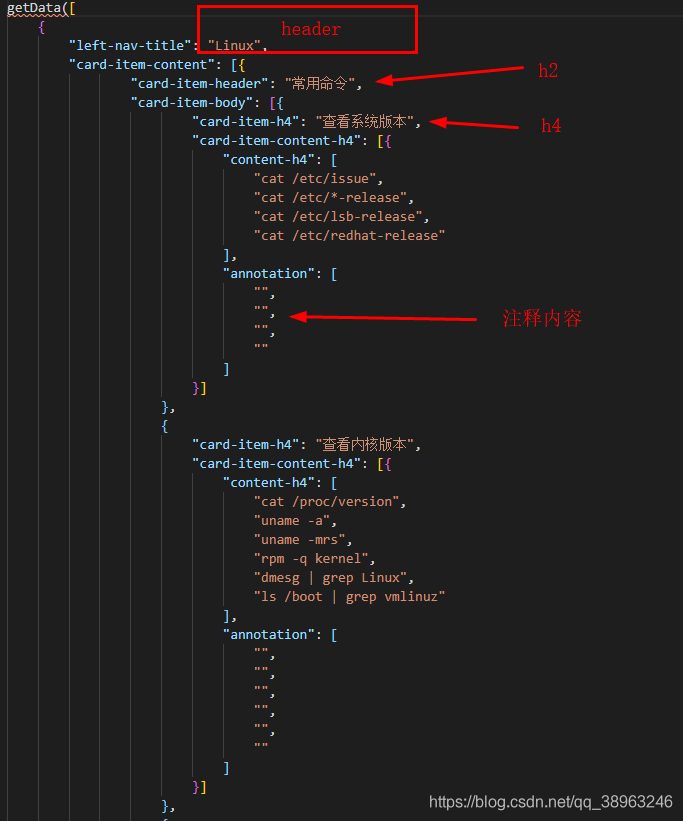 getData([
header
{
"left-nav-title": "Linux",
"card-item-content": [{
h2
"card-item-header": "常用命令",
"card-item-body": [{
"card-item-h4": "查看系统版本",
h4
"card-item-content-h4": [{
"content-h4": [
"cat /etc/issue",
"cat /etc/*-release",
"cat /etc/lsb-release",
"cat /etc/redhat-release"
],
"annotation": [
"",
"",
注释内容
"",
""
]
}]
},
{
"card-item-h4": "查看内核版本",
"card-item-content-h4": [{
"content-h4": [
"cat /proc/version",
"uname -a",
"uname -mrs",
"rpm -q kernel",
"dmesg | grep Linux",
"ls /boot | grep vmlinuz"
],
"annotation": [
"",
"",
"",
"",
"",
""
]
}]
},
https://blog.csdn.net/qq_38963246